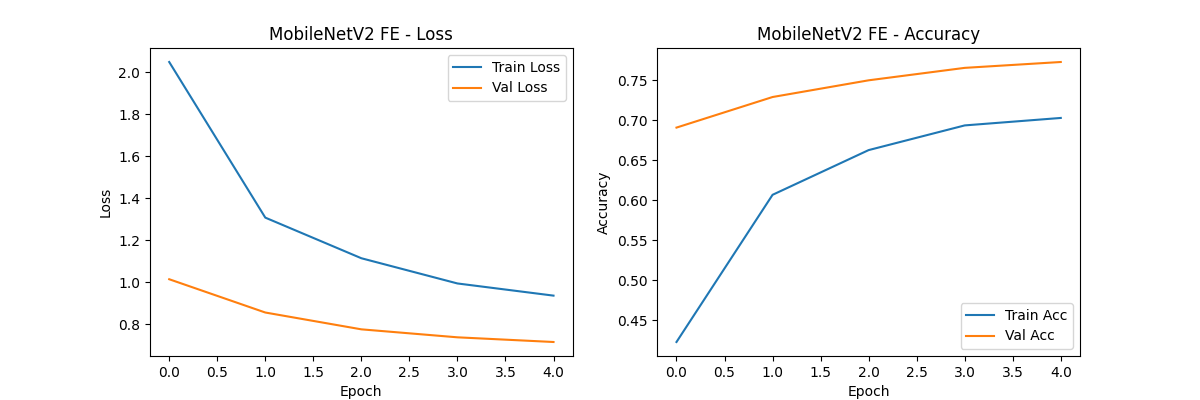 MobileNetV2 FE - Loss
2.0
1.8
1.6
1.4
1.2
1.0
0.8
Loss
Train Loss
Val Loss
0.0 0.5 1.0 1.5 2.0 2.5 3.0 3.5 4.0
Epoch
MobileNetV2 FE - Accuracy
0.75
0.70
0.65
0.60
0.55
0.50
0.45
Accuracy
Train Acc
Val Acc
0.0 0.5 1.0 1.5 2.0 2.5 3.0 3.5 4.0
Epoch